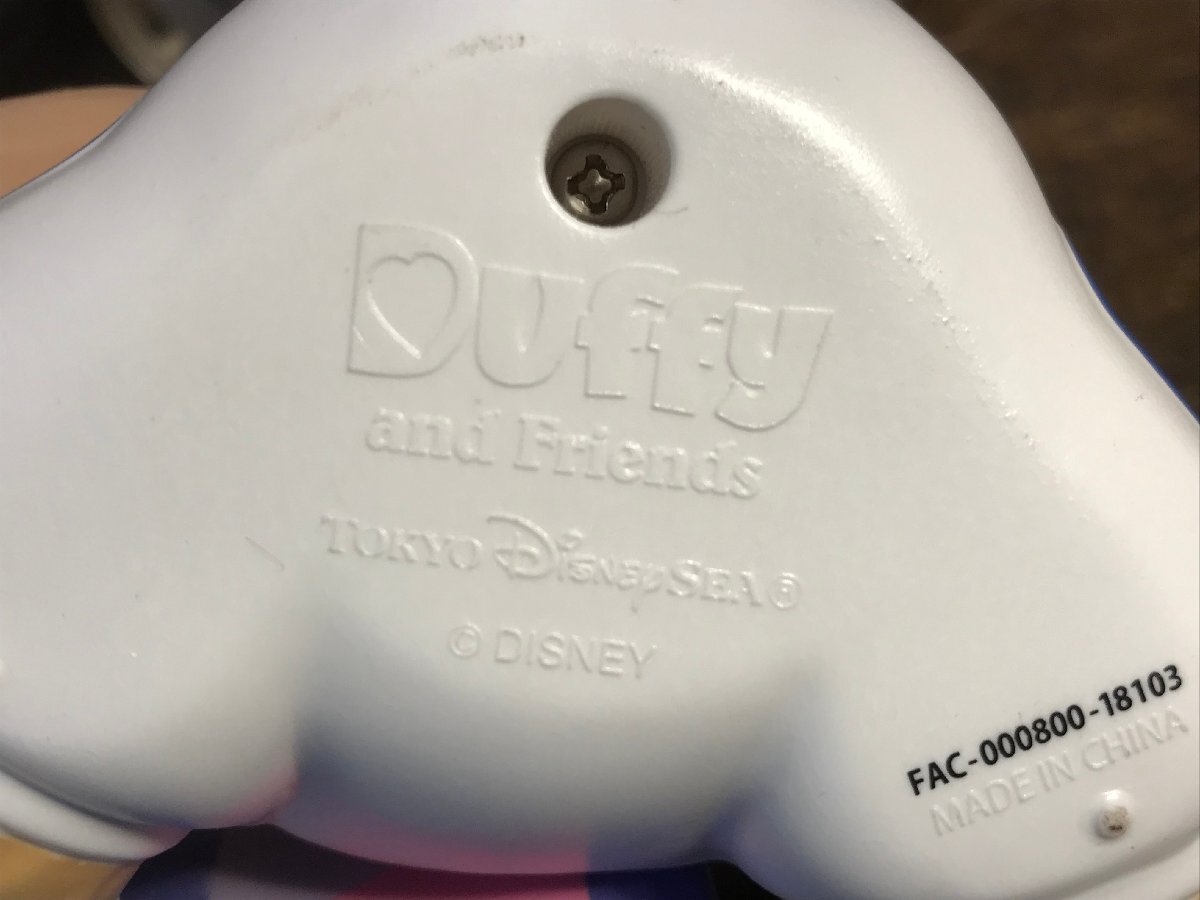 Duffy
and Friends
TOKYO DISNEYSEA®
© DISNEY
FAC-000800-18103
MADE IN CHINA